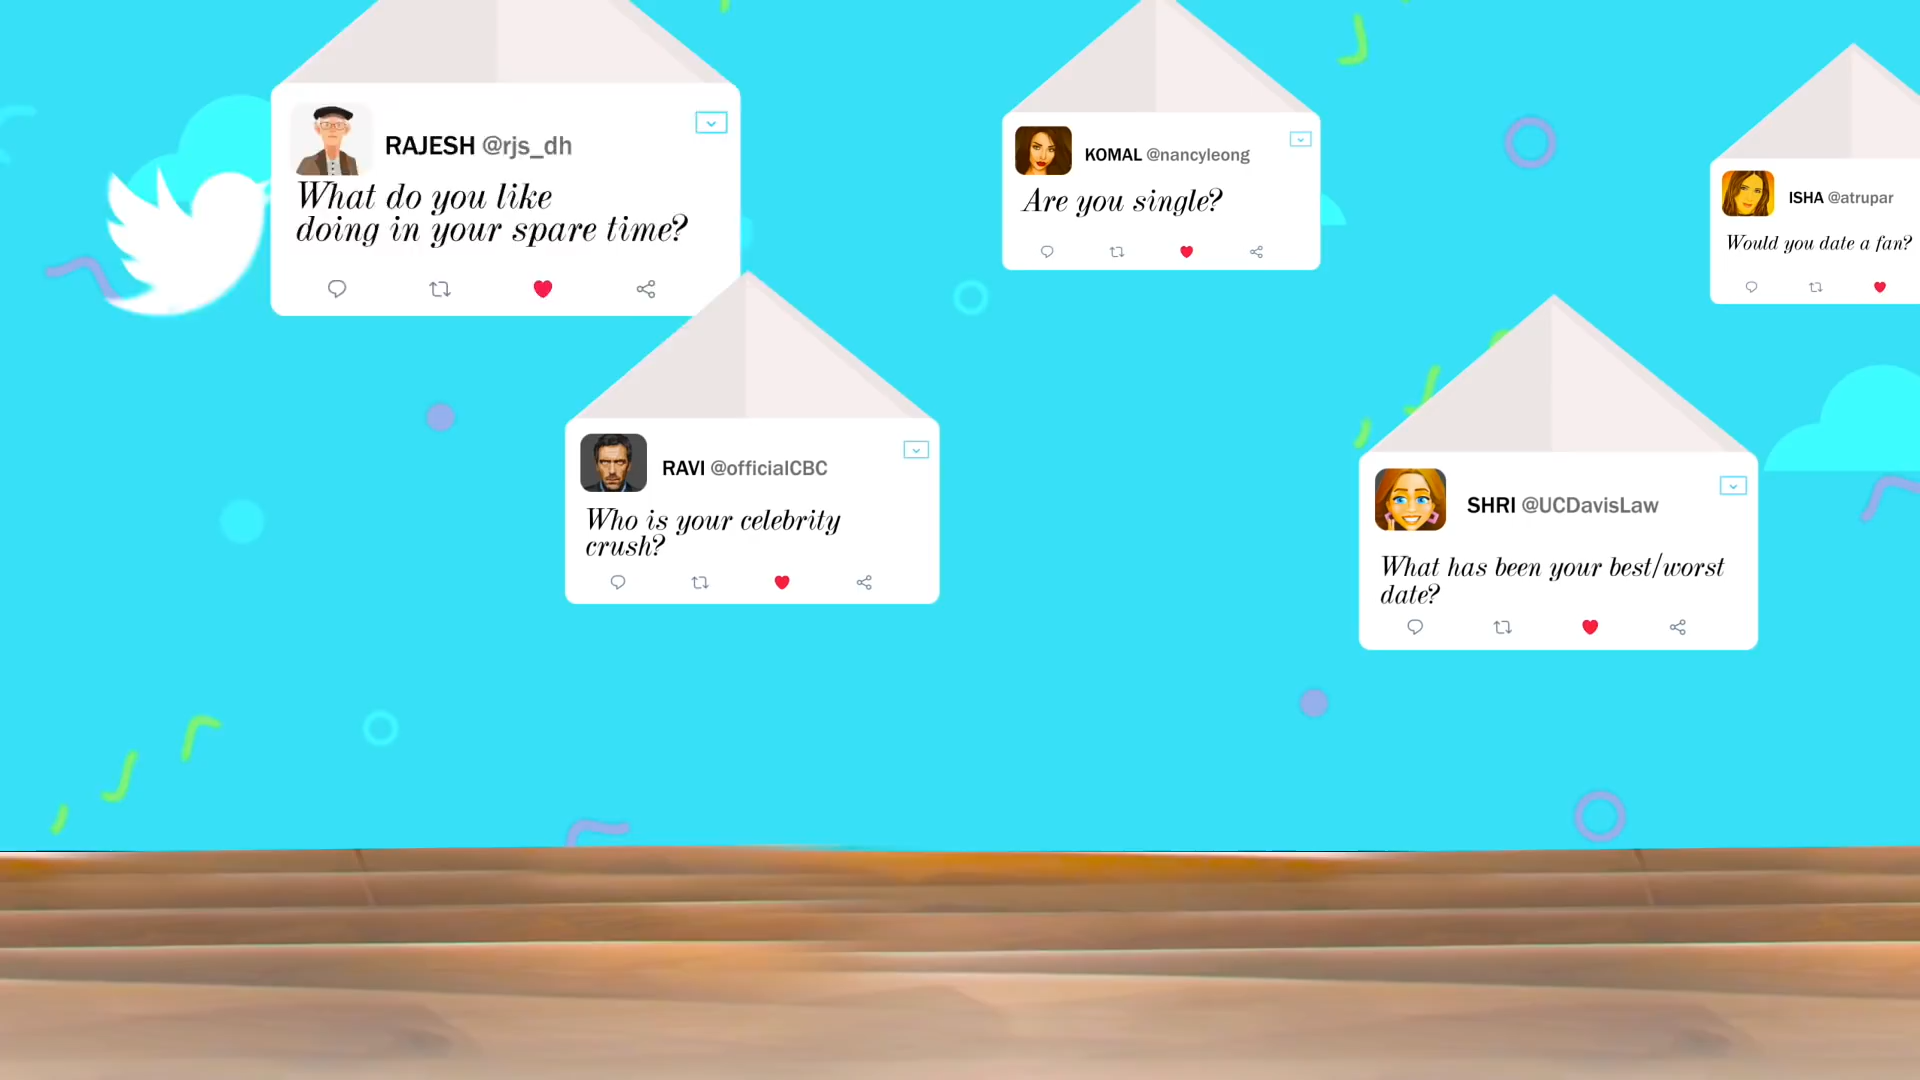 RAJESH @rjs_dh
What do you like
doing in your spare time?
KOMAL @nancyleong
Are you single?
ISHA @atrupar
Would you date a fan?
RAVI @officialCBC
Who is your celebrity
crush?
SHRI @UCDavisLaw
What has been your best/worst
date?